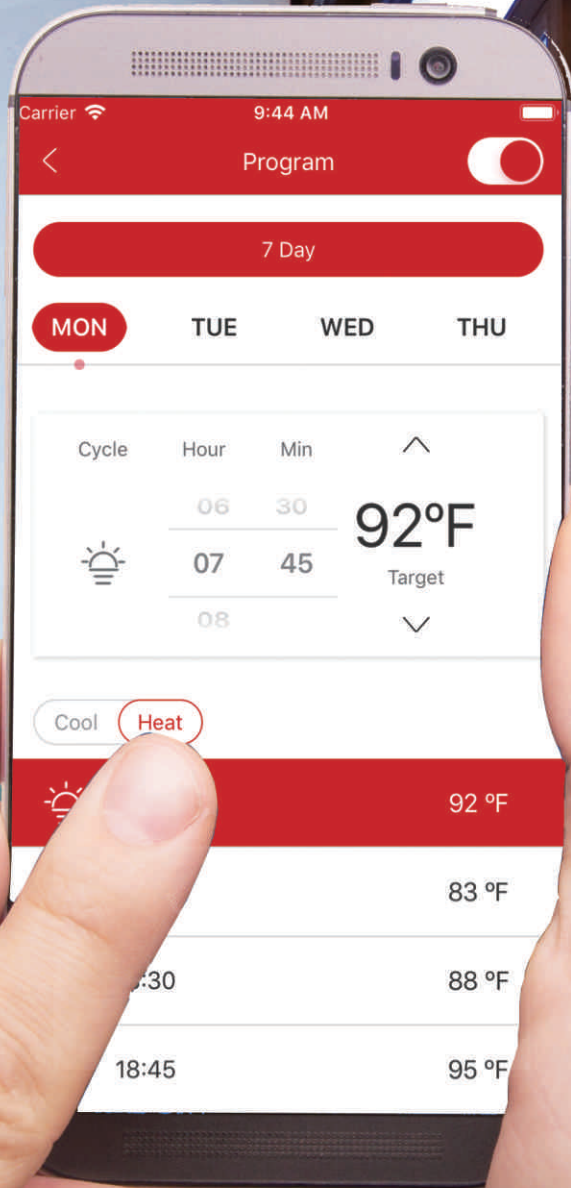 Carrier 9:44 AM
Program
7 Day
MON TUE WED THU
Cycle Hour Min
06 30
92ºF
07 45
Target
08
Cool Heat
92 ºF
83 ºF
:30 88 ºF
18:45 95 ºF